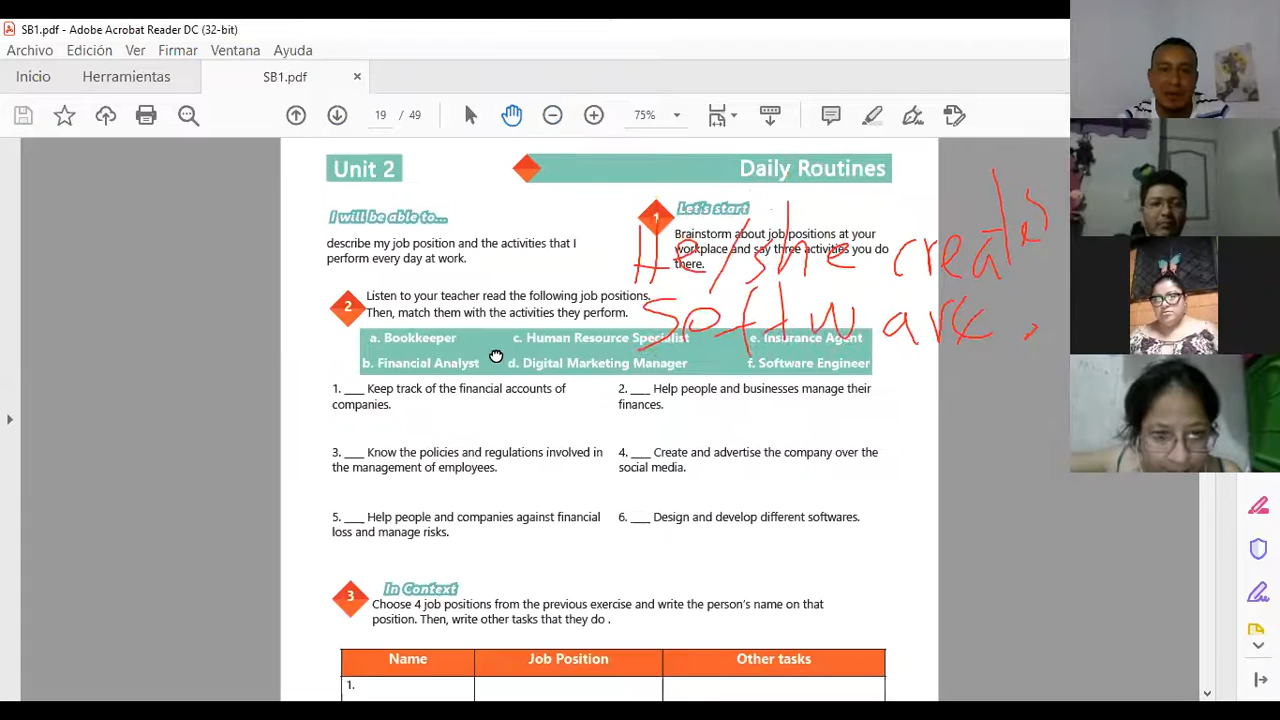 SB1.pdf - Adobe Acrobat Reader DC (32-bit)
Archivo Edición Ver Firmar Ventana Ayuda
Inicio Herramientas SB1.pdf ×
19 / 49 75%
Unit 2 Daily Routines
I will be able to...
describe my job position and the activities that I
perform every day at work.
1 Let's start
Brainstorm about job positions at your
workplace and say three activities you do
there.
He/she creates
Software.
2 Listen to your teacher read the following job positions.
Then, match them with the activities they perform.
a. Bookkeeper c. Human Resource Specialist e. Insurance Agent
b. Financial Analyst d. Digital Marketing Manager f. Software Engineer
1. ___ Keep track of the financial accounts of
companies.
2. ___ Help people and businesses manage their
finances.
3. ___ Know the policies and regulations involved in
the management of employees.
4. ___ Create and advertise the company over the
social media.
5. ___ Help people and companies against financial
loss and manage risks.
6. ___ Design and develop different softwares.
3 In Context
Choose 4 job positions from the previous exercise and write the person's name on that
position. Then, write other tasks that they do .
Name Job Position Other tasks
1.